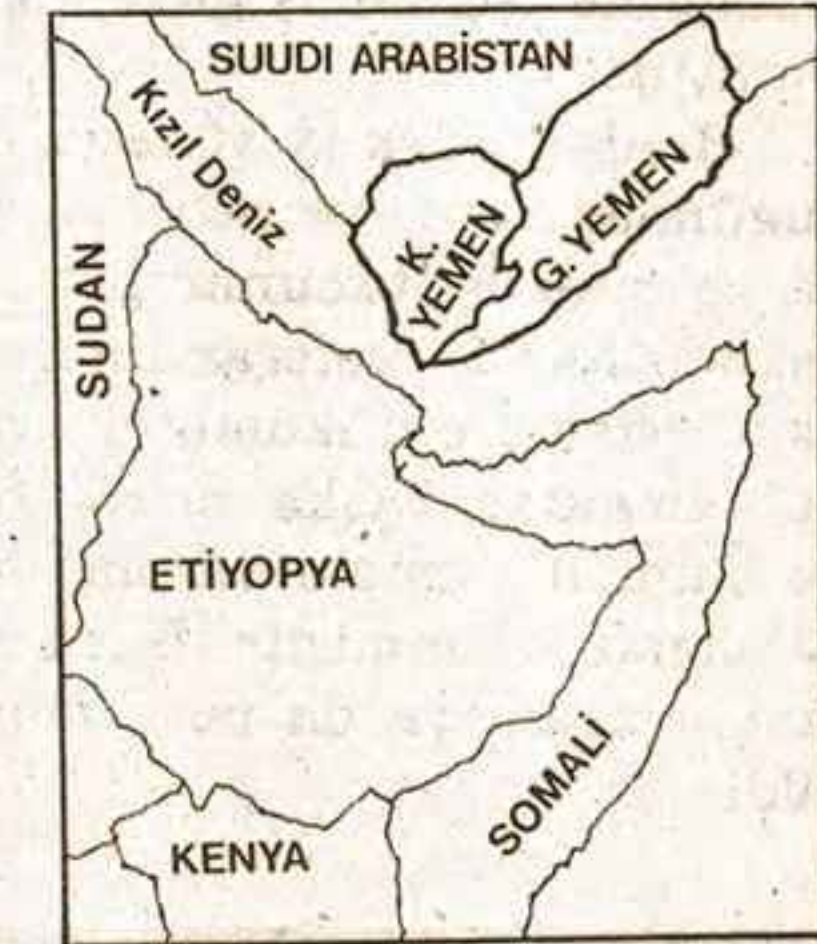 SUUDI ARABİSTAN
Kızıl Deniz
K.
YEMEN
G. YEMEN
SUDAN
ETİYOPYA
SOMALİ
KENYA